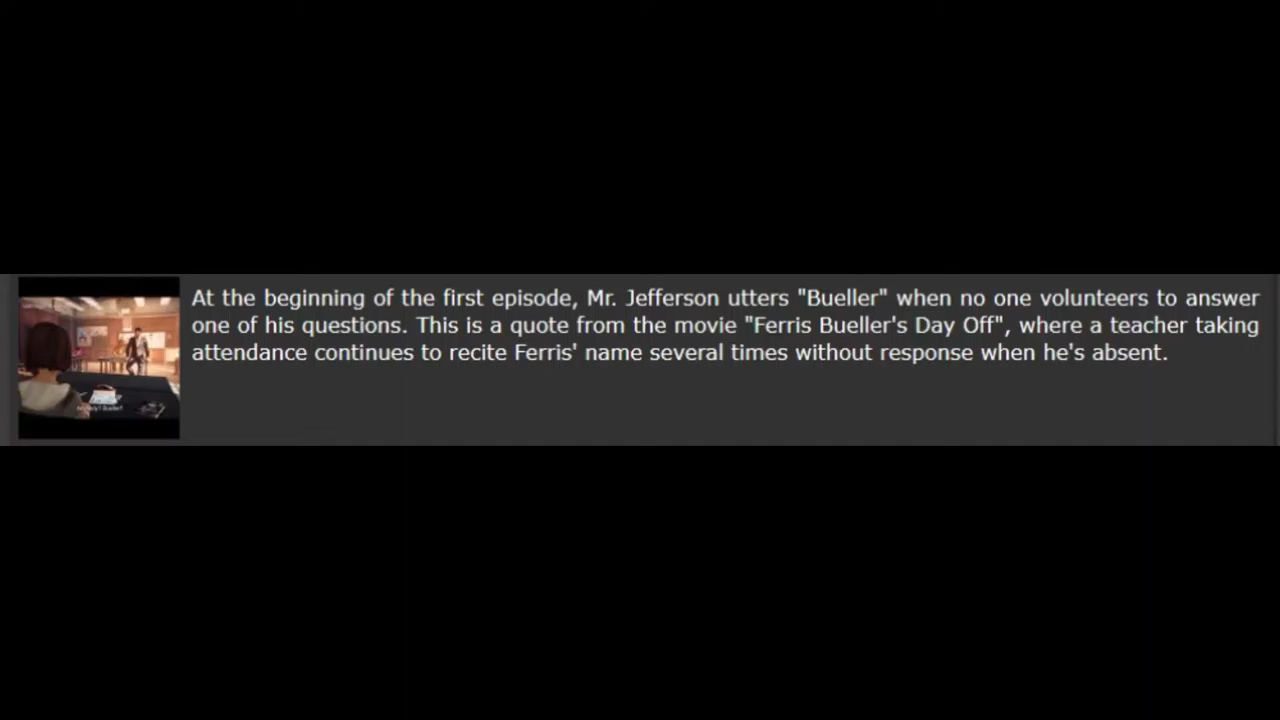 At the beginning of the first episode, Mr. Jefferson utters "Bueller" when no one volunteers to answer
one of his questions. This is a quote from the movie "Ferris Bueller's Day Off", where a teacher taking
attendance continues to recite Ferris' name several times without response when he's absent.